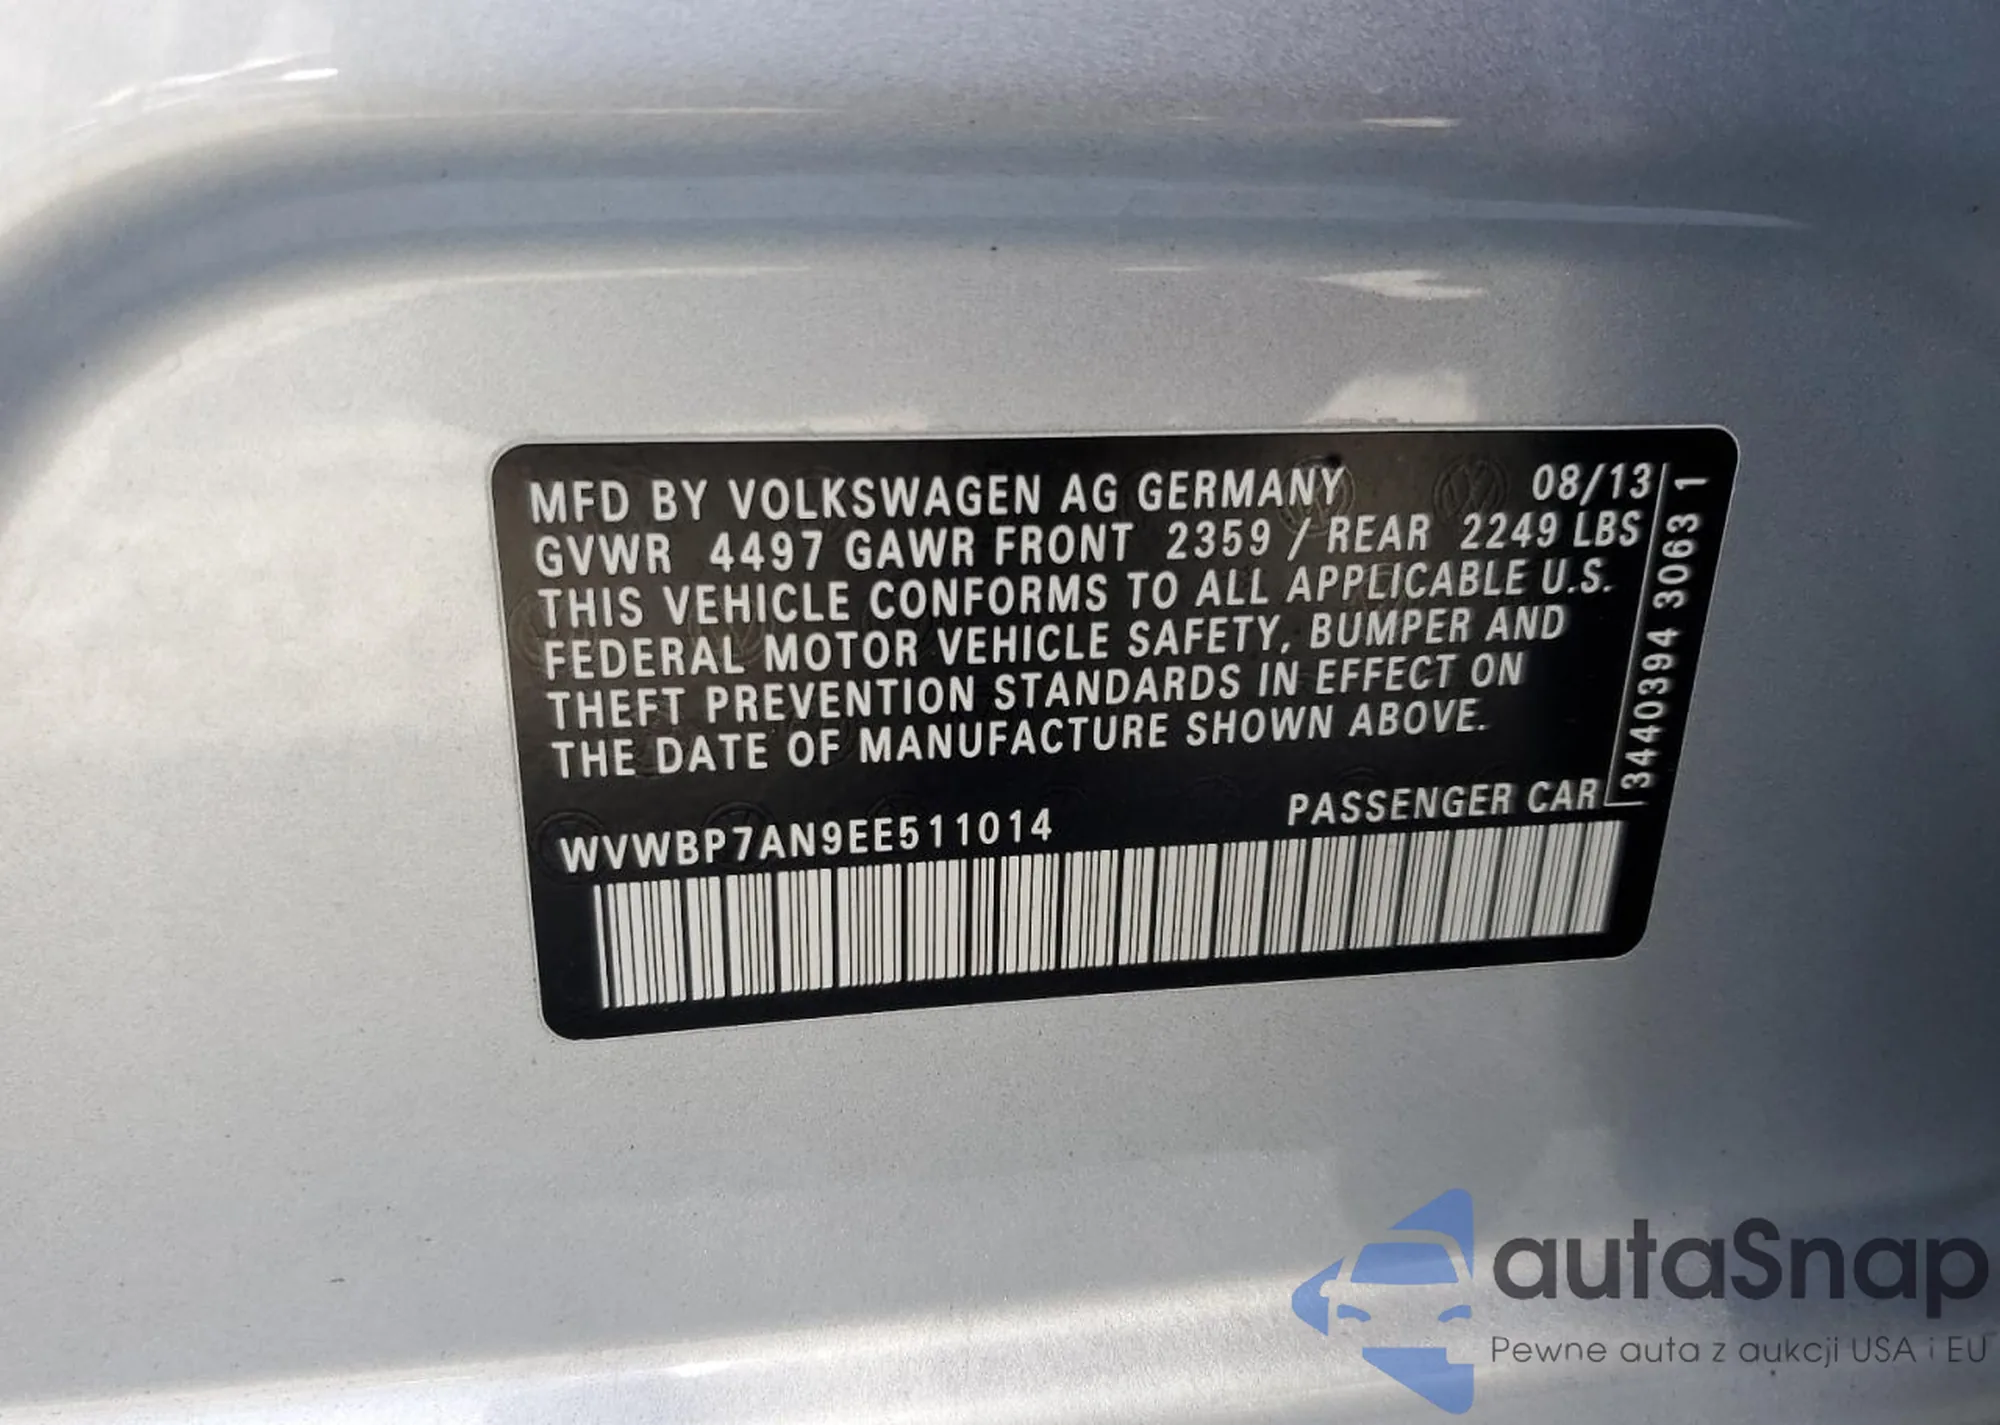 MFD BY VOLKSWAGEN AG GERMANY 08/13
GVWR 4497 GAWR FRONT 2359 / REAR 2249 LBS
THIS VEHICLE CONFORMS TO ALL APPLICABLE U.S.
FEDERAL MOTOR VEHICLE SAFETY, BUMPER AND
THEFT PREVENTION STANDARDS IN EFFECT ON
THE DATE OF MANUFACTURE SHOWN ABOVE.
PASSENGER CAR
WVWBP7AN9EE511014
3440394 3063 1
autaSnap
Pewne auta z aukcji USA i EU